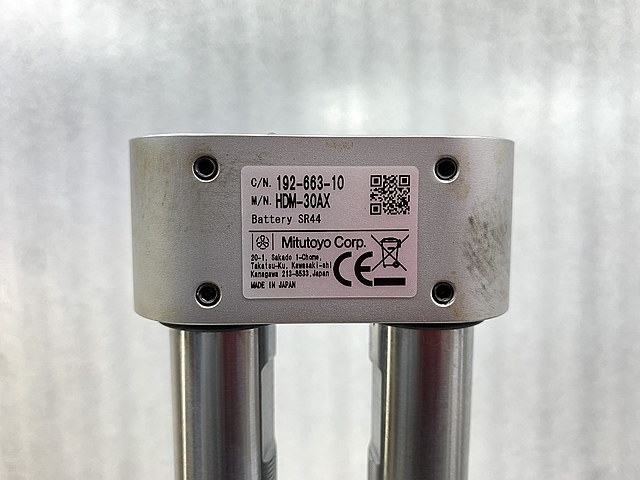 C/N. 192-663-10
M/N. HDM-30AX
Battery SR44
Mitutoyo Corp.
20-1, Sakado 1-Chome,
Takatsu-Ku, Kawasaki-shi
Kanagawa 213-8533,Japan
MADE IN JAPAN
CE